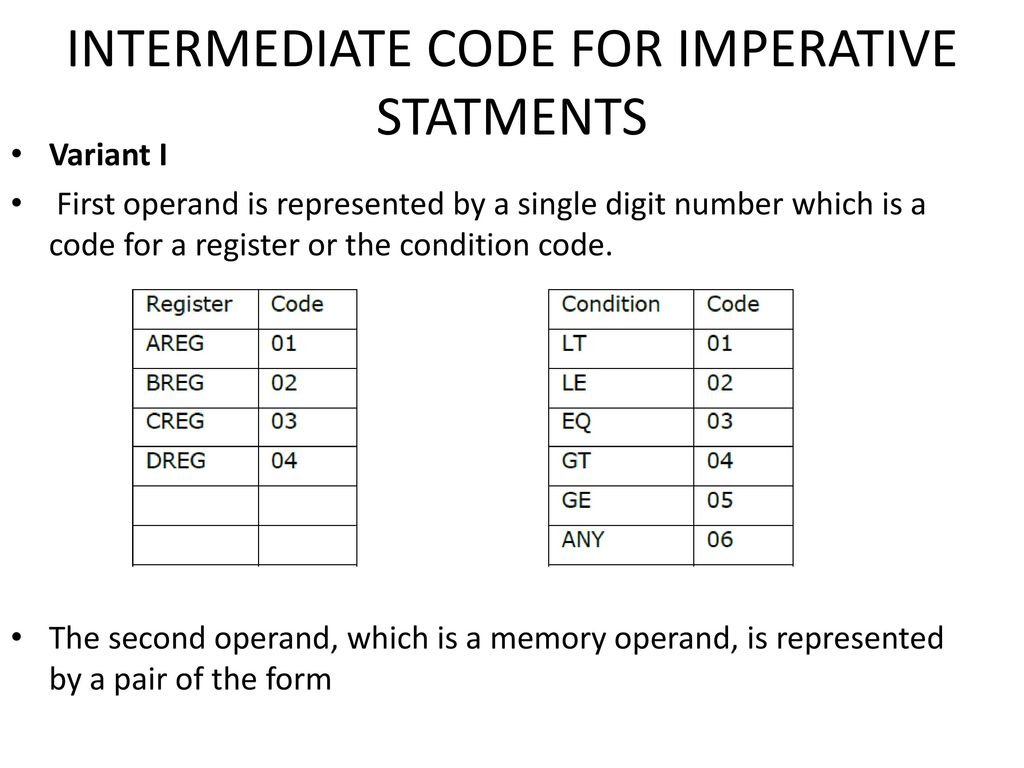 INTERMEDIATE CODE FOR IMPERATIVE
STATMENTS
• Variant I
• First operand is represented by a single digit number which is a
code for a register or the condition code.
Register Code
AREG 01
BREG 02
CREG 03
DREG 04
Condition Code
LT 01
LE 02
EQ 03
GT 04
GE 05
ANY 06
• The second operand, which is a memory operand, is represented
by a pair of the form